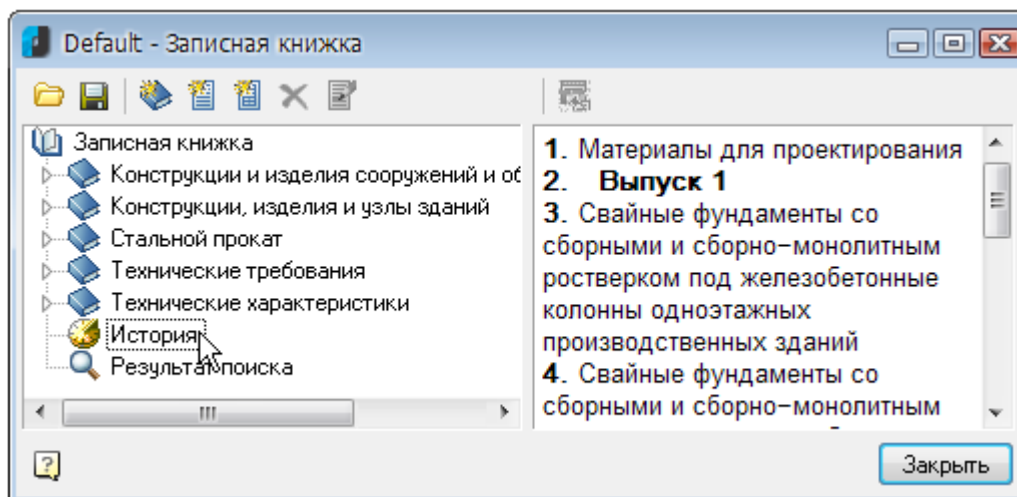 Default - Записная книжка
Записная книжка
Конструкции и изделия сооружений и об
Конструкции, изделия и узлы зданий
Стальной прокат
Технические требования
Технические характеристики
История
Результат поиска
1. Материалы для проектирования
2. Выпуск 1
3. Свайные фундаменты со
сборными и сборно-монолитным
ростверком под железобетонные
колонны одноэтажных
производственных зданий
4. Свайные фундаменты со
сборными и сборно-монолитным
Закрыть